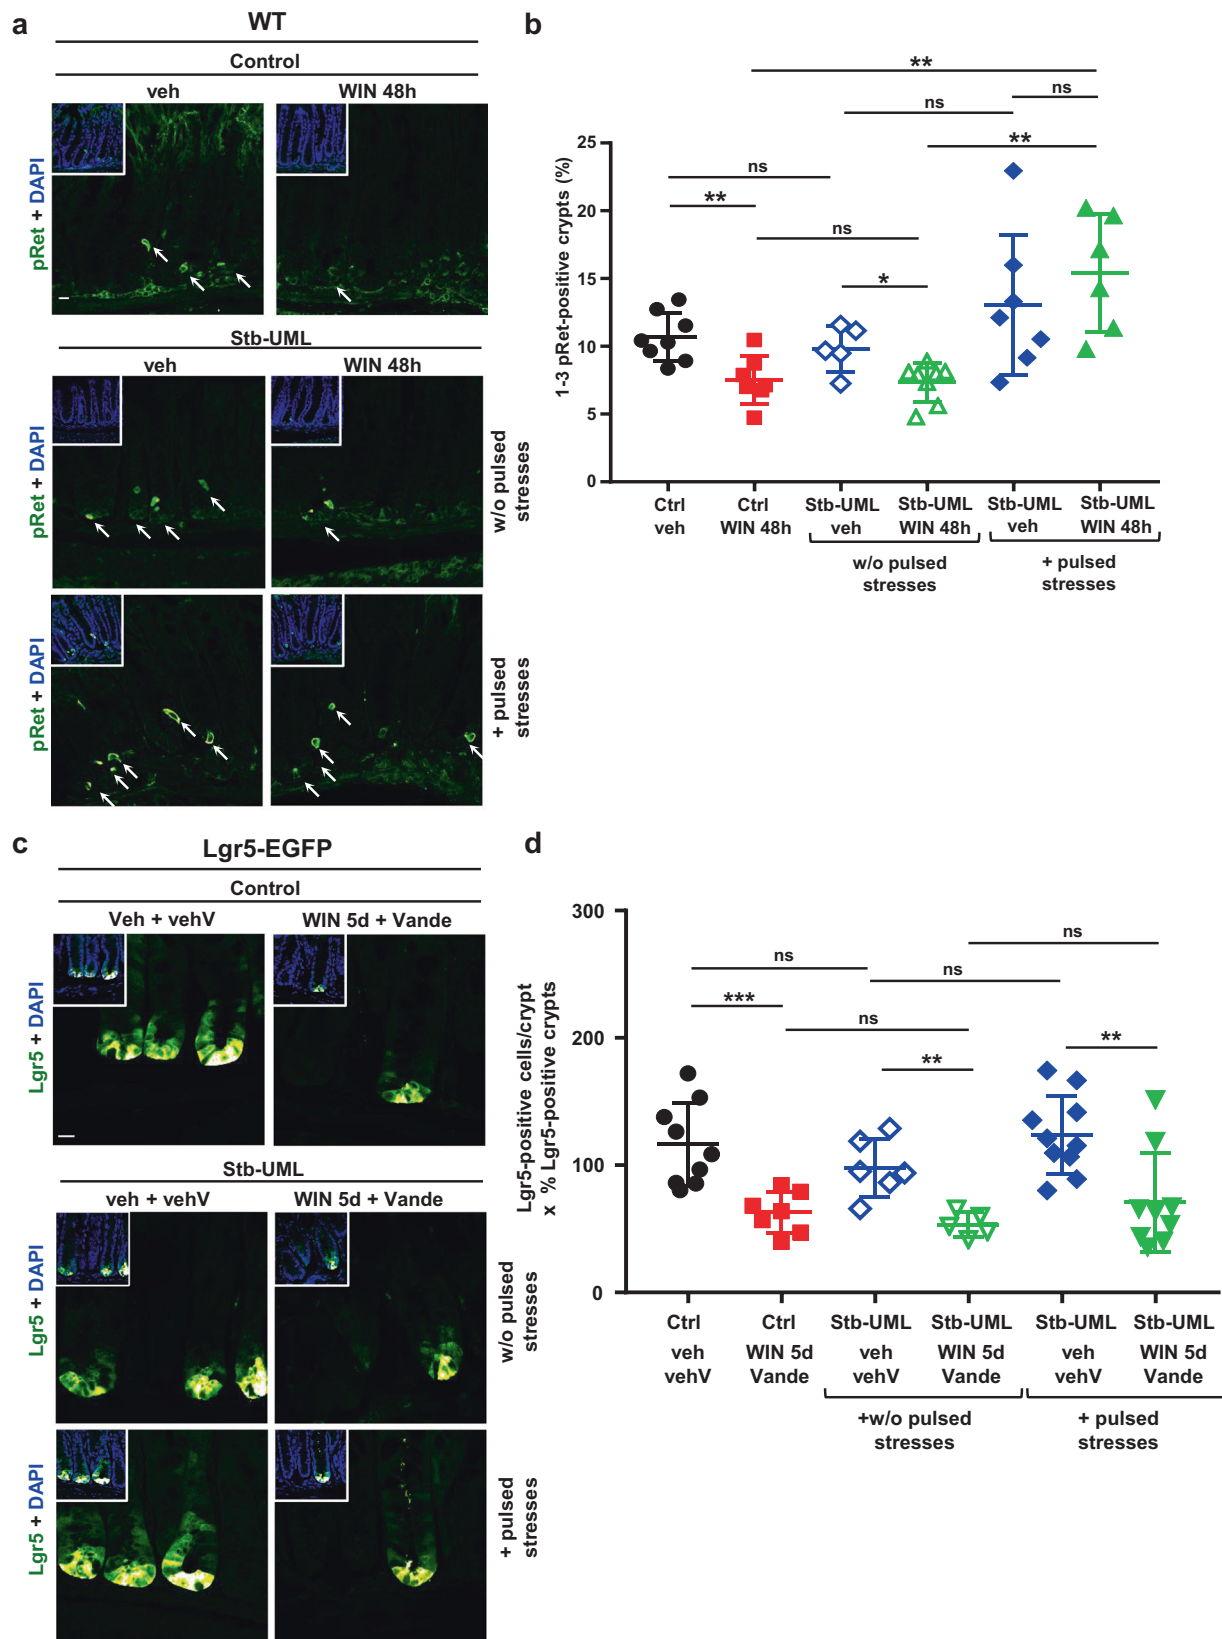 a
WT
Control
veh WIN 48h
pRet + DAPI
Stb-UML
veh WIN 48h
pRet + DAPI
w/o pulsed
stresses
pRet + DAPI
+ pulsed
stresses
b
**
ns
ns
**
ns
**
ns
*
1-3 pRet-positive crypts (%)
25
20
15
10
5
0
Ctrl Ctrl Stb-UML Stb-UML Stb-UML Stb-UML
veh WIN 48h veh WIN 48h veh WIN 48h
w/o pulsed + pulsed
stresses stresses
c
Lgr5-EGFP
Control
Veh + vehV WIN 5d + Vande
Lgr5 + DAPI
Stb-UML
veh + vehV WIN 5d + Vande
Lgr5 + DAPI
w/o pulsed
stresses
Lgr5 + DAPI
+ pulsed
stresses
d
Lgr5-positive cells/crypt
x % Lgr5-positive crypts
300
200
100
0
ns
ns
ns
***
ns
**
**
Ctrl Ctrl Stb-UML Stb-UML Stb-UML Stb-UML
veh WIN 5d veh WIN 5d veh WIN 5d
vehV Vande vehV Vande vehV Vande
+w/o pulsed + pulsed
stresses stresses